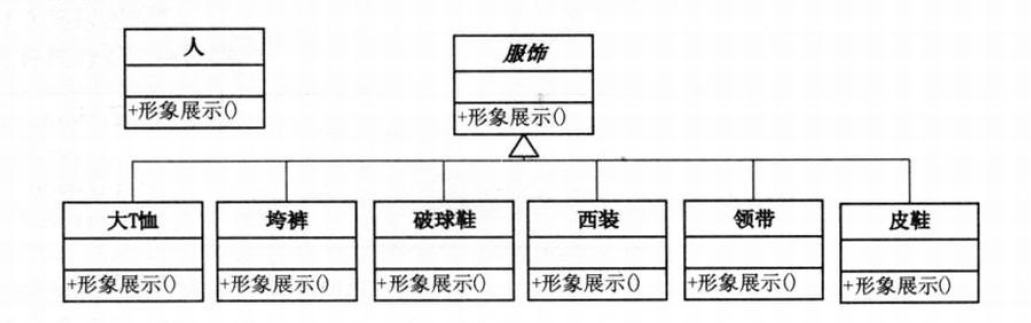 人
+形象展示()
服饰
+形象展示()
大T恤
+形象展示()
垮裤
+形象展示()
破球鞋
+形象展示()
西装
+形象展示()
领带
+形象展示()
皮鞋
+形象展示()